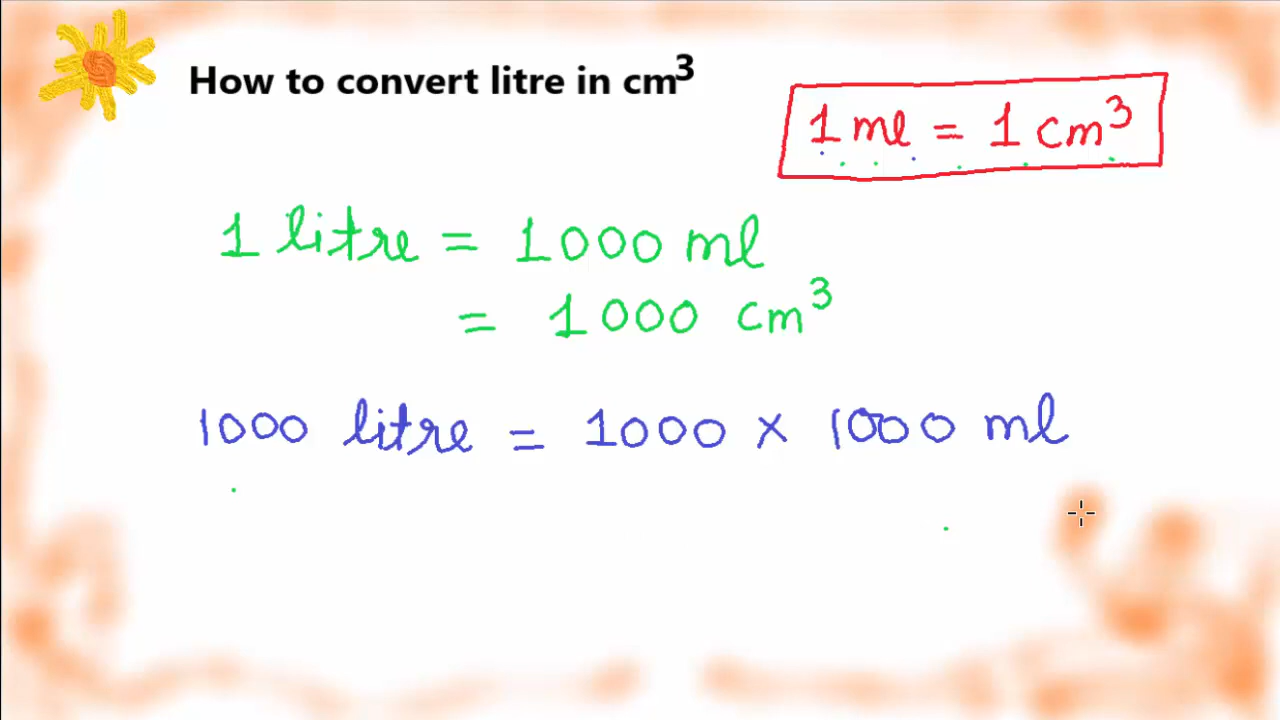 How to convert litre in cm³
1 ml = 1 cm³
1 litre = 1000 ml
= 1000 cm³
1000 litre = 1000 × 1000 ml